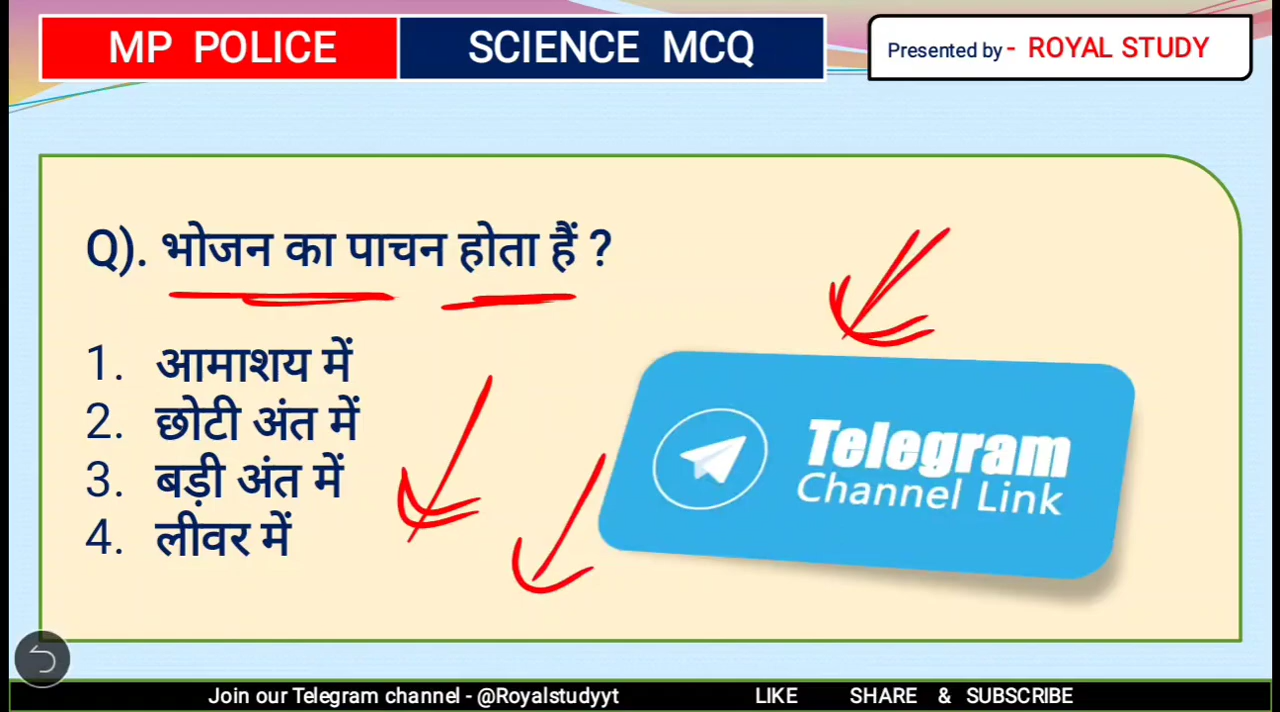 MP POLICE SCIENCE MCQ Presented by - ROYAL STUDY
Q). भोजन का पाचन होता हैं ?
1. आमाशय में
2. छोटी अंत में
3. बड़ी अंत में
4. लीवर में
Telegram
Channel Link
Join our Telegram channel - @Royalstudyyt LIKE SHARE & SUBSCRIBE